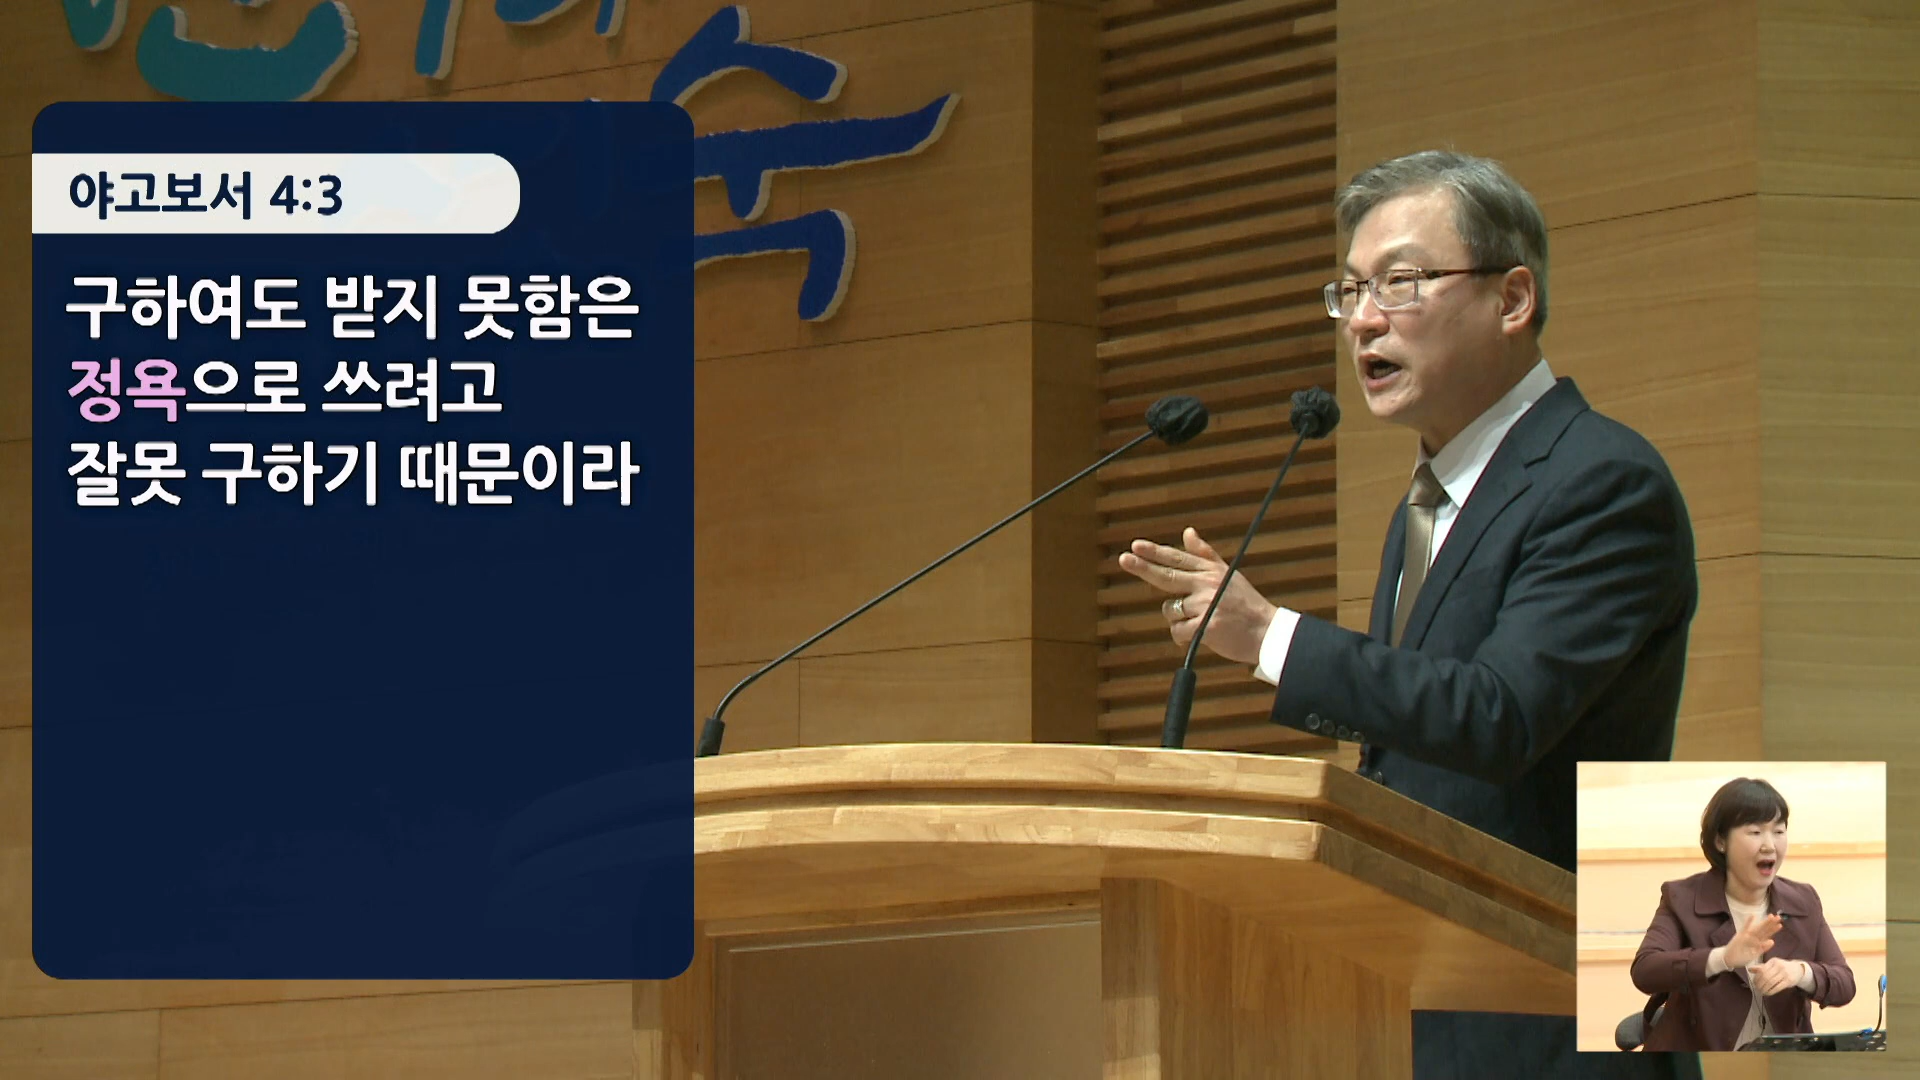 숙
야고보서 4:3
구하여도 받지 못함은
정욕으로 쓰려고
잘못 구하기 때문이라